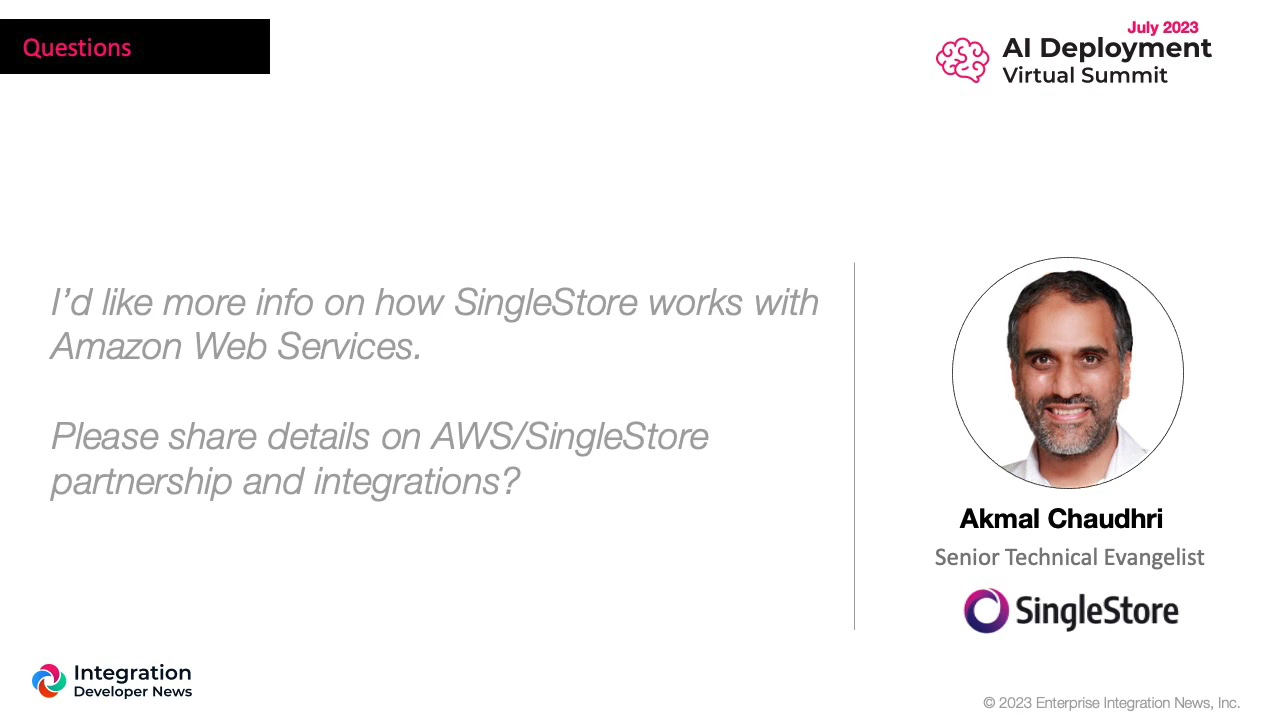 Questions
July 2023
AI Deployment
Virtual Summit
I’d like more info on how SingleStore works with
Amazon Web Services.
Please share details on AWS/SingleStore
partnership and integrations?
Akmal Chaudhri
Senior Technical Evangelist
SingleStore
Integration
Developer News
© 2023 Enterprise Integration News, Inc.